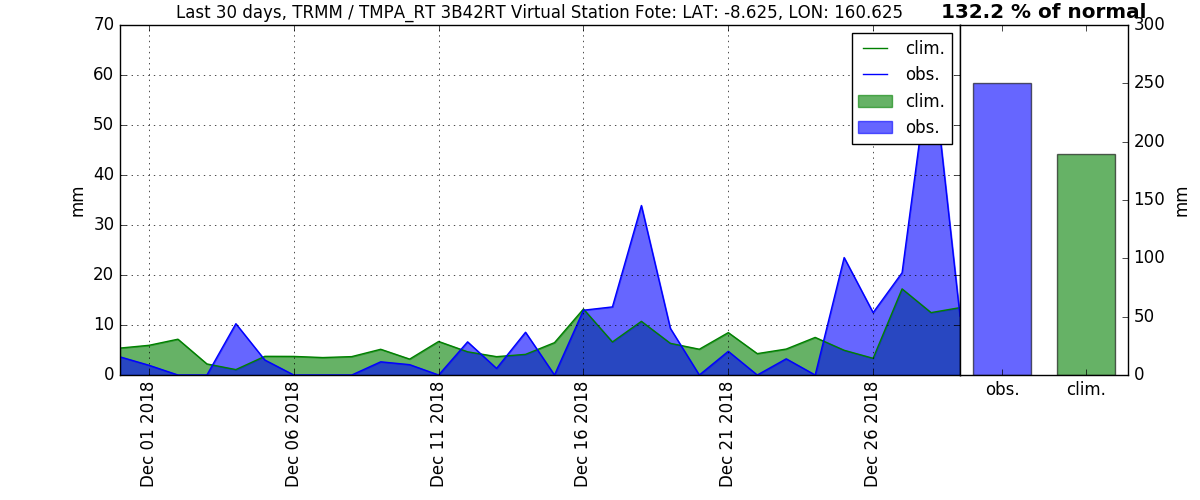 Last 30 days, TRMM / TMPA_RT 3B42RT Virtual Station Fote: LAT: -8.625, LON: 160.625
132.2 % of normal
70
60
50
40
30
20
10
0
mm
clim.
obs.
clim.
obs.
300
250
200
150
100
50
0
mm
obs.
clim.
Dec 01 2018
Dec 06 2018
Dec 11 2018
Dec 16 2018
Dec 21 2018
Dec 26 2018